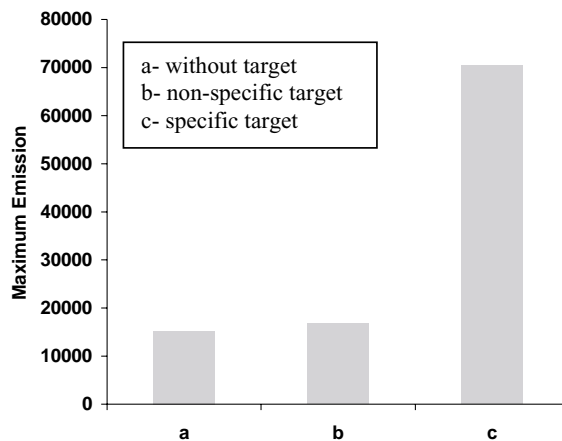 80000
70000
60000
50000
40000
30000
20000
10000
0
Maximum Emission
a- without target
b- non-specific target
c- specific target
a b c